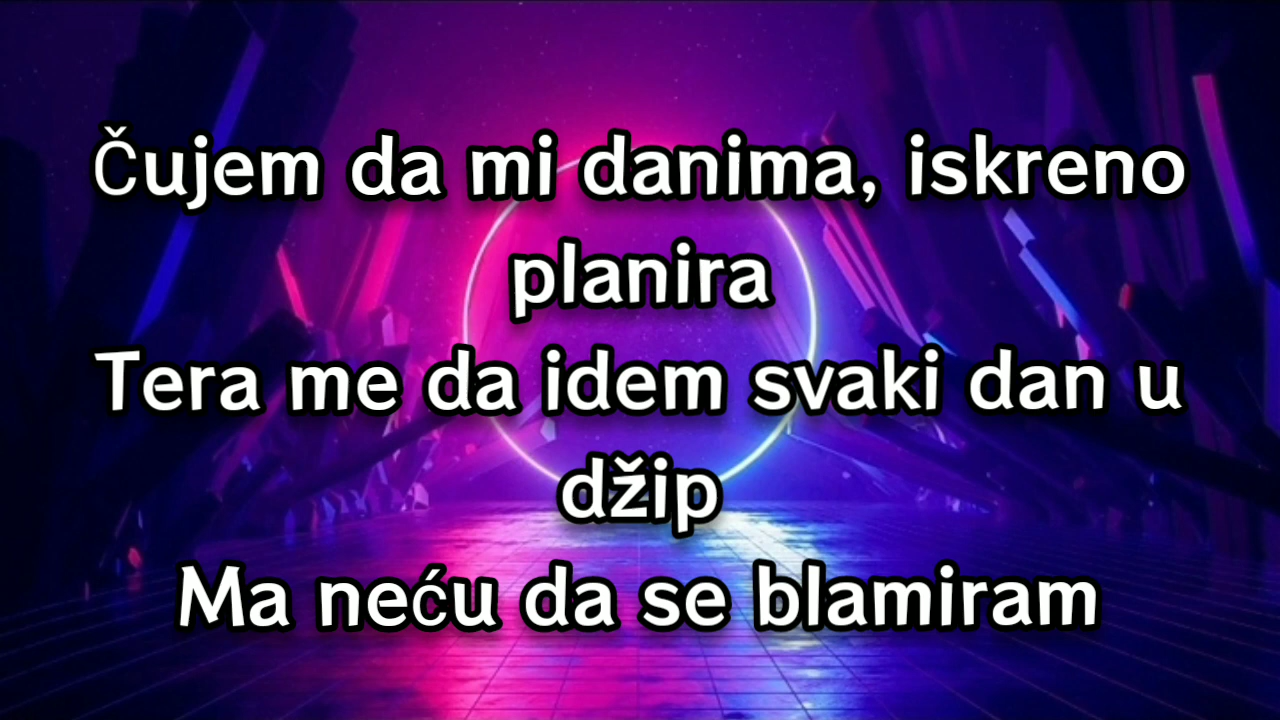 Čujem da mi danima, iskreno
planira
Tera me da idem svaki dan u
džip
Ma neću da se blamiram